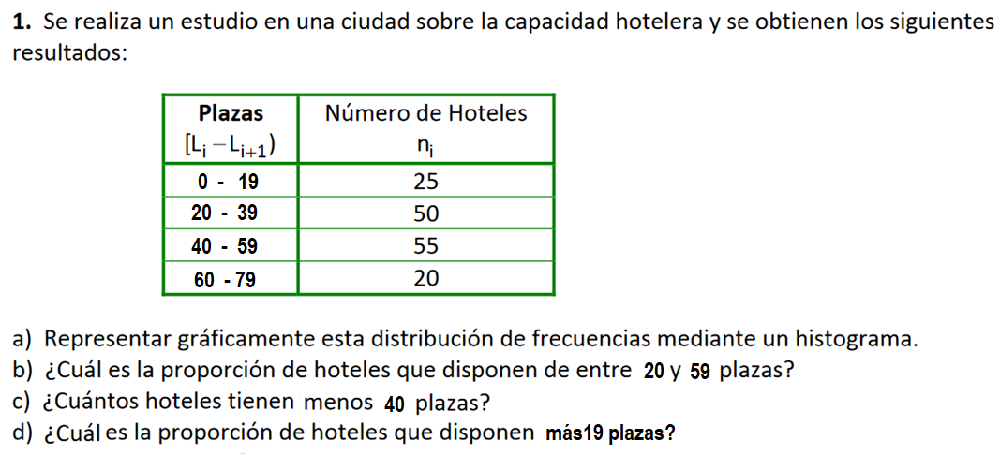 1. Se realiza un estudio en una ciudad sobre la capacidad hotelera y se obtienen los siguientes
resultados:
Plazas Número de Hoteles
[Li – Li+1) ni
0 - 19 25
20 - 39 50
40 - 59 55
60 - 79 20
a) Representar gráficamente esta distribución de frecuencias mediante un histograma.
b) ¿Cuál es la proporción de hoteles que disponen de entre 20 y 59 plazas?
c) ¿Cuántos hoteles tienen menos 40 plazas?
d) ¿Cuál es la proporción de hoteles que disponen más19 plazas?